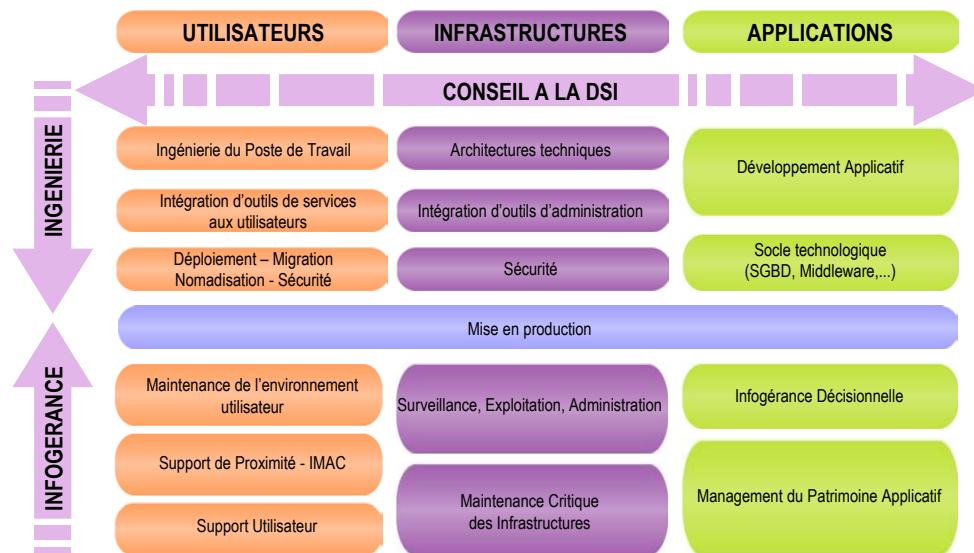 UTILISATEURS
INFRASTRUCTURES
APPLICATIONS
CONSEIL A LA DSI
INGENIERIE
Ingénierie du Poste de Travail
Architectures techniques
Développement Applicatif
Intégration d'outils de services
aux utilisateurs
Intégration d'outils d'administration
Déploiement – Migration
Nomadisation - Sécurité
Sécurité
Socle technologique
(SGBD, Middleware,...)
Mise en production
INFOGERANCE
Maintenance de l'environnement
utilisateur
Surveillance, Exploitation, Administration
Infogérance Décisionnelle
Support de Proximité - IMAC
Maintenance Critique
des Infrastructures
Management du Patrimoine Applicatif
Support Utilisateur